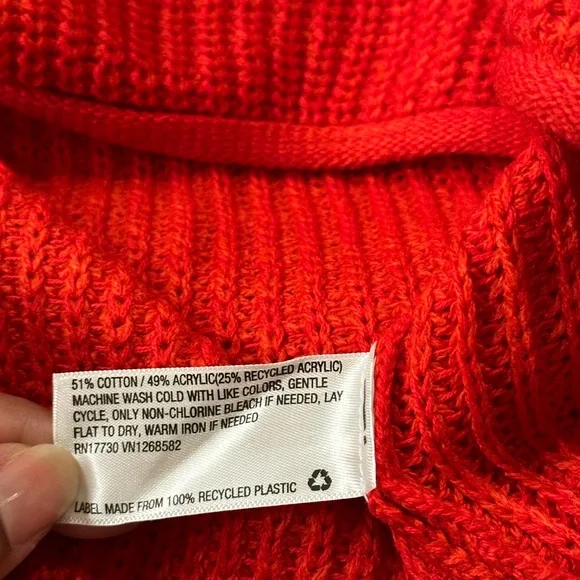 51% COTTON / 49% ACRYLIC(25% RECYCLED ACRYLIC)
MACHINE WASH COLD WITH LIKE COLORS, GENTLE
CYCLE, ONLY NON-CHLORINE BLEACH IF NEEDED, LAY
FLAT TO DRY, WARM IRON IF NEEDED
RN17730 VN1268582
LABEL MADE FROM 100% RECYCLED PLASTIC